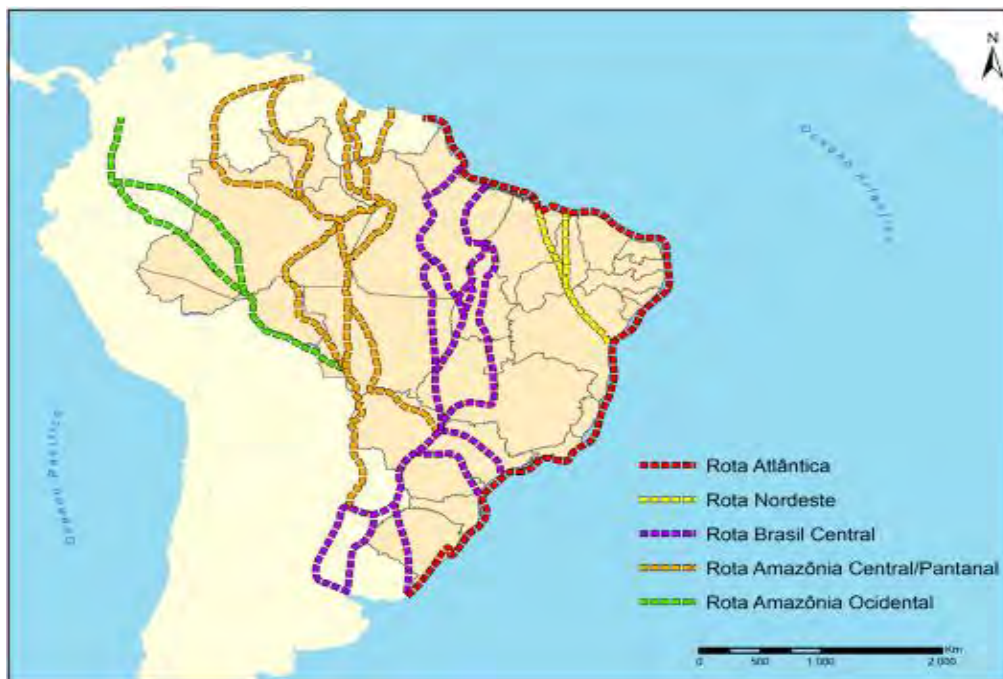 N
Oceano Atlântico
Oceano Pacífico
Rota Atlântica
Rota Nordeste
Rota Brasil Central
Rota Amazônia Central/Pantanal
Rota Amazônia Ocidental
Km
0 500 1.000 2.000